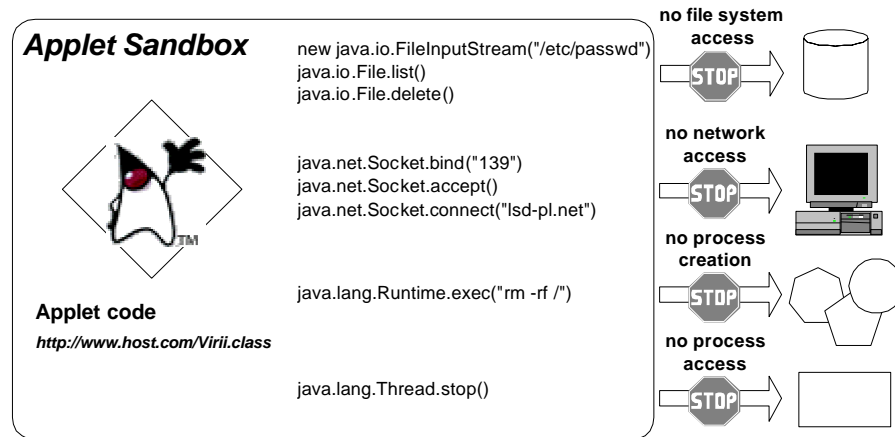 Applet Sandbox
new java.io.FileInputStream("/etc/passwd")
java.io.File.list()
java.io.File.delete()
no file system
access
STOP
java.net.Socket.bind("139")
java.net.Socket.accept()
java.net.Socket.connect("lsd-pl.net")
no network
access
STOP
TM
Applet code
http://www.host.com/Virii.class
java.lang.Runtime.exec("rm -rf /")
no process
creation
STOP
java.lang.Thread.stop()
no process
access
STOP